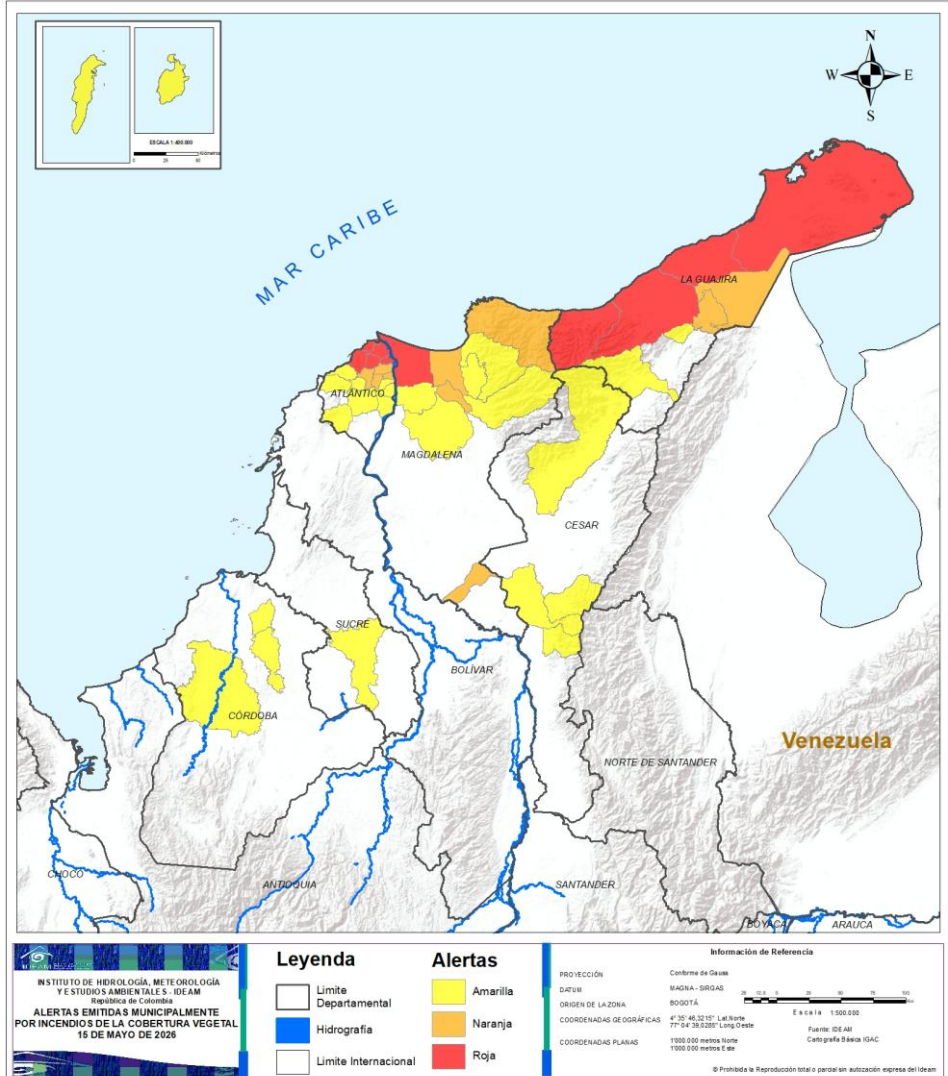 N
W
E
S
ESCALA 1:400.000
MAR CARIBE
LA GUAJIRA
ATLÁNTICO
MAGDALENA
CESAR
SUCRE
BOLÍVAR
CÓRDOBA
Venezuela
NORTE DE SANTANDER
CHOCÓ
ANTIOQUIA
SANTANDER
BOYACÁ
ARAUCA
IDEAM
INSTITUTO DE HIDROLOGÍA, METEOROLOGÍA
Y ESTUDIOS AMBIENTALES - IDEAM
República de Colombia
ALERTAS EMITIDAS MUNICIPALMENTE
POR INCENDIOS DE LA COBERTURA VEGETAL
15 DE MAYO DE 2026
Leyenda
Limite
Departamental
Hidrografía
Limite Internacional
Alertas
Amarilla
Naranja
Roja
Información de Referencia
PROYECCIÓN Conforme de Gauss
DATUM MAGNA - SIRGAS
ORIGEN DE LA ZONA BOGOTÁ
COORDENADAS GEOGRÁFICAS 4° 35' 46,3215" Lat.Norte
77° 04' 39,0285" Long.Oeste
COORDENADAS PLANAS 1'000.000 metros Norte
1'000.000 metros Este
Escala 1:500.000
Fuente: IDEAM
Cartografía Básica IGAC
© Prohibida la Reproducción total o parcial sin autozación expresa del Ideam